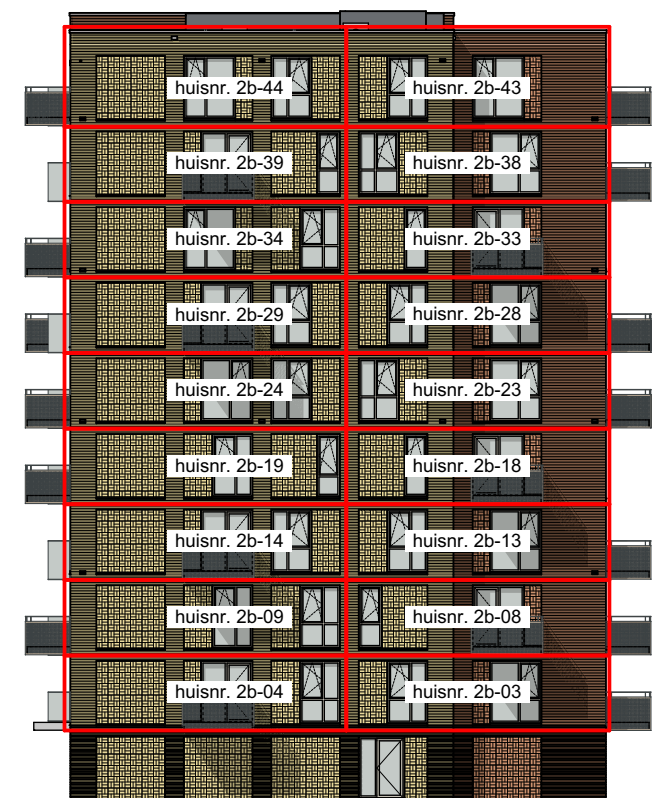 huisnr. 2b-44
huisnr. 2b-43
huisnr. 2b-39
huisnr. 2b-38
huisnr. 2b-34
huisnr. 2b-33
huisnr. 2b-29
huisnr. 2b-28
huisnr. 2b-24
huisnr. 2b-23
huisnr. 2b-19
huisnr. 2b-18
huisnr. 2b-14
huisnr. 2b-13
huisnr. 2b-09
huisnr. 2b-08
huisnr. 2b-04
huisnr. 2b-03